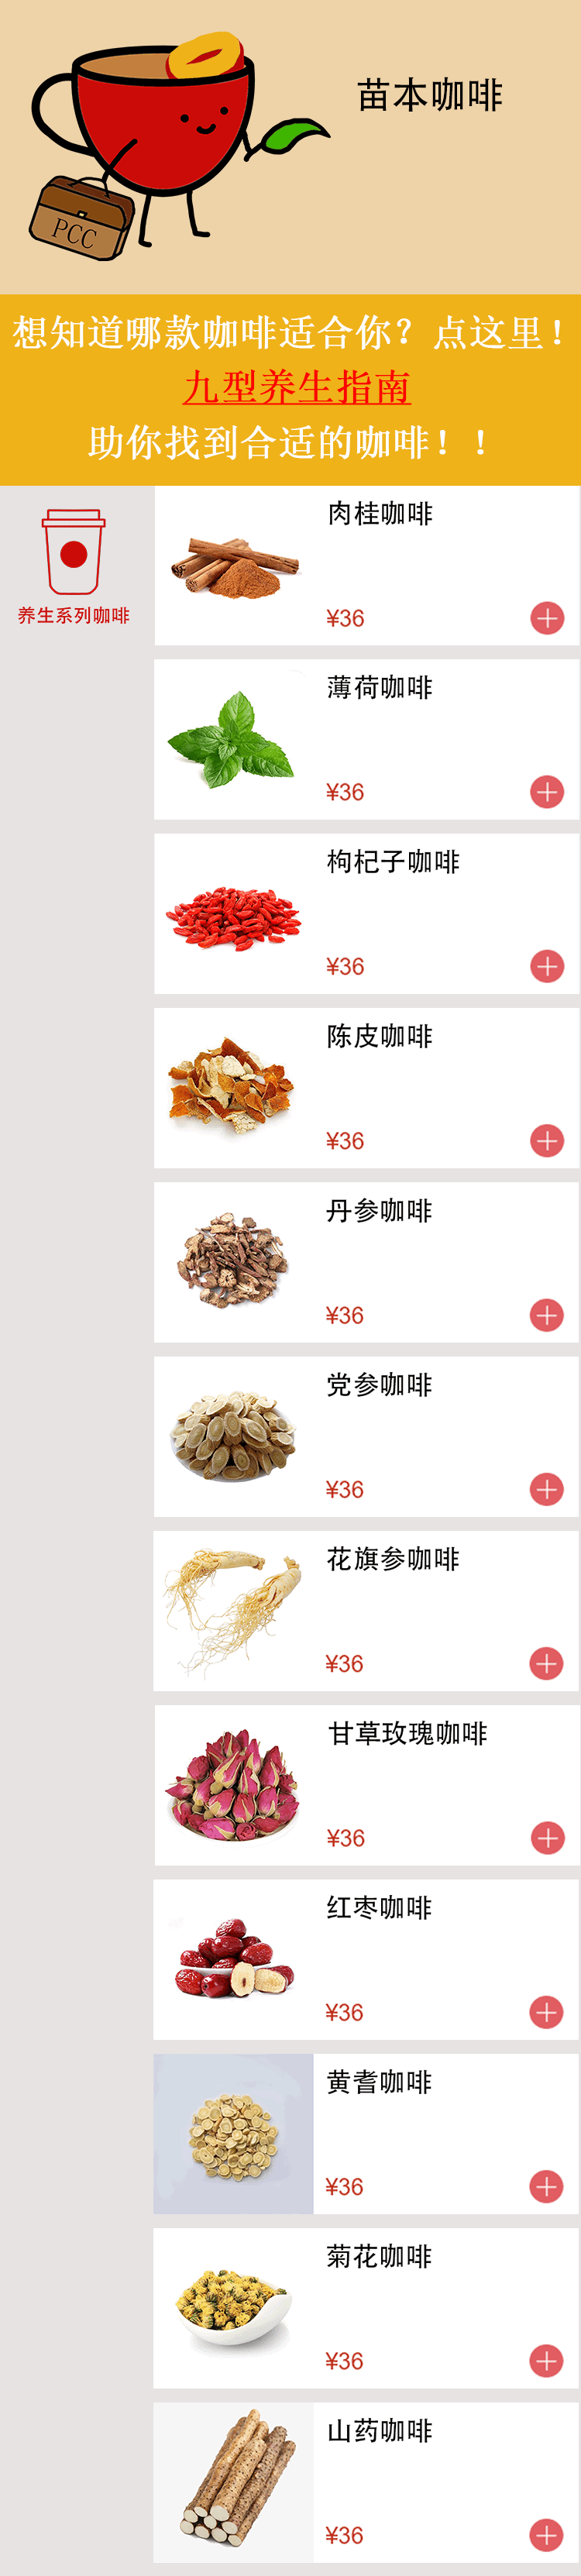 苗本咖啡
PCC
想知道哪款咖啡适合你？点这里！
九型养生指南
助你找到合适的咖啡！！
养生系列咖啡
肉桂咖啡
¥36
薄荷咖啡
¥36
枸杞子咖啡
¥36
陈皮咖啡
¥36
丹参咖啡
¥36
党参咖啡
¥36
花旗参咖啡
¥36
甘草玫瑰咖啡
¥36
红枣咖啡
¥36
黄耆咖啡
¥36
菊花咖啡
¥36
山药咖啡
¥36